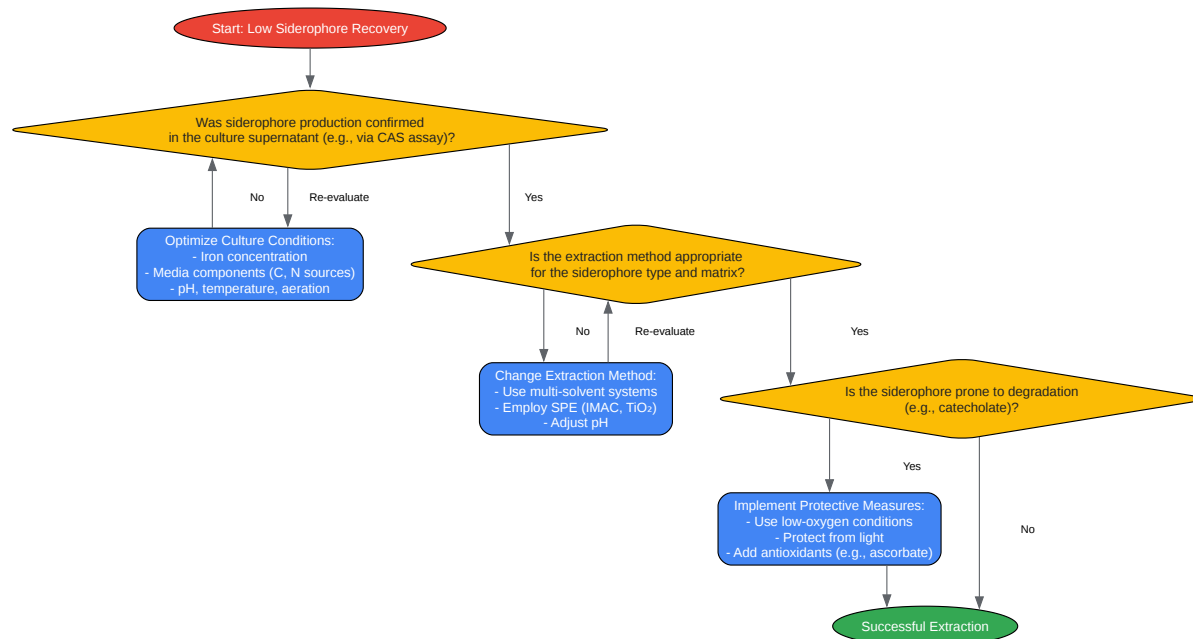 Start: Low Siderophore Recovery
Was siderophore production confirmed
in the culture supernatant (e.g., via CAS assay)?
No
Re-evaluate
Yes
Optimize Culture Conditions:
- Iron concentration
- Media components (C, N sources)
- pH, temperature, aeration
Is the extraction method appropriate
for the siderophore type and matrix?
No
Re-evaluate
Yes
Change Extraction Method:
- Use multi-solvent systems
- Employ SPE (IMAC, TiO₂)
- Adjust pH
Is the siderophore prone to degradation
(e.g., catecholate)?
Yes
No
Implement Protective Measures:
- Use low-oxygen conditions
- Protect from light
- Add antioxidants (e.g., ascorbate)
Successful Extraction